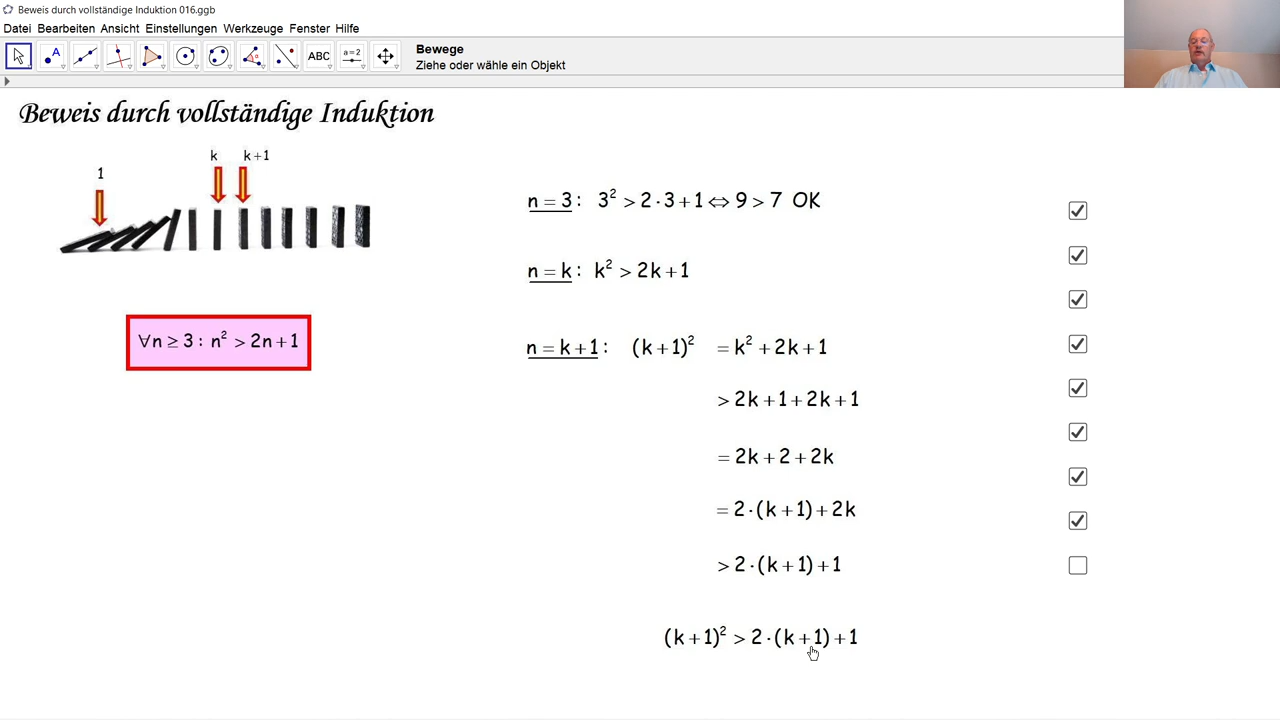 Beweis durch vollständige Induktion 016.ggb
Datei Bearbeiten Ansicht Einstellungen Werkzeuge Fenster Hilfe
A
ABC
a=2
Bewege
Ziehe oder wähle ein Objekt
Beweis durch vollständige Induktion
k k+1
1
n = 3 : 3² > 2·3+1 ⇔ 9 > 7 OK
n = k : k² > 2k+1
∀n ≥ 3 : n² > 2n+1
n = k+1 : (k+1)² = k² + 2k + 1
> 2k + 1 + 2k + 1
= 2k + 2 + 2k
= 2·(k+1) + 2k
> 2·(k+1) + 1
(k+1)² > 2·(k+1) + 1